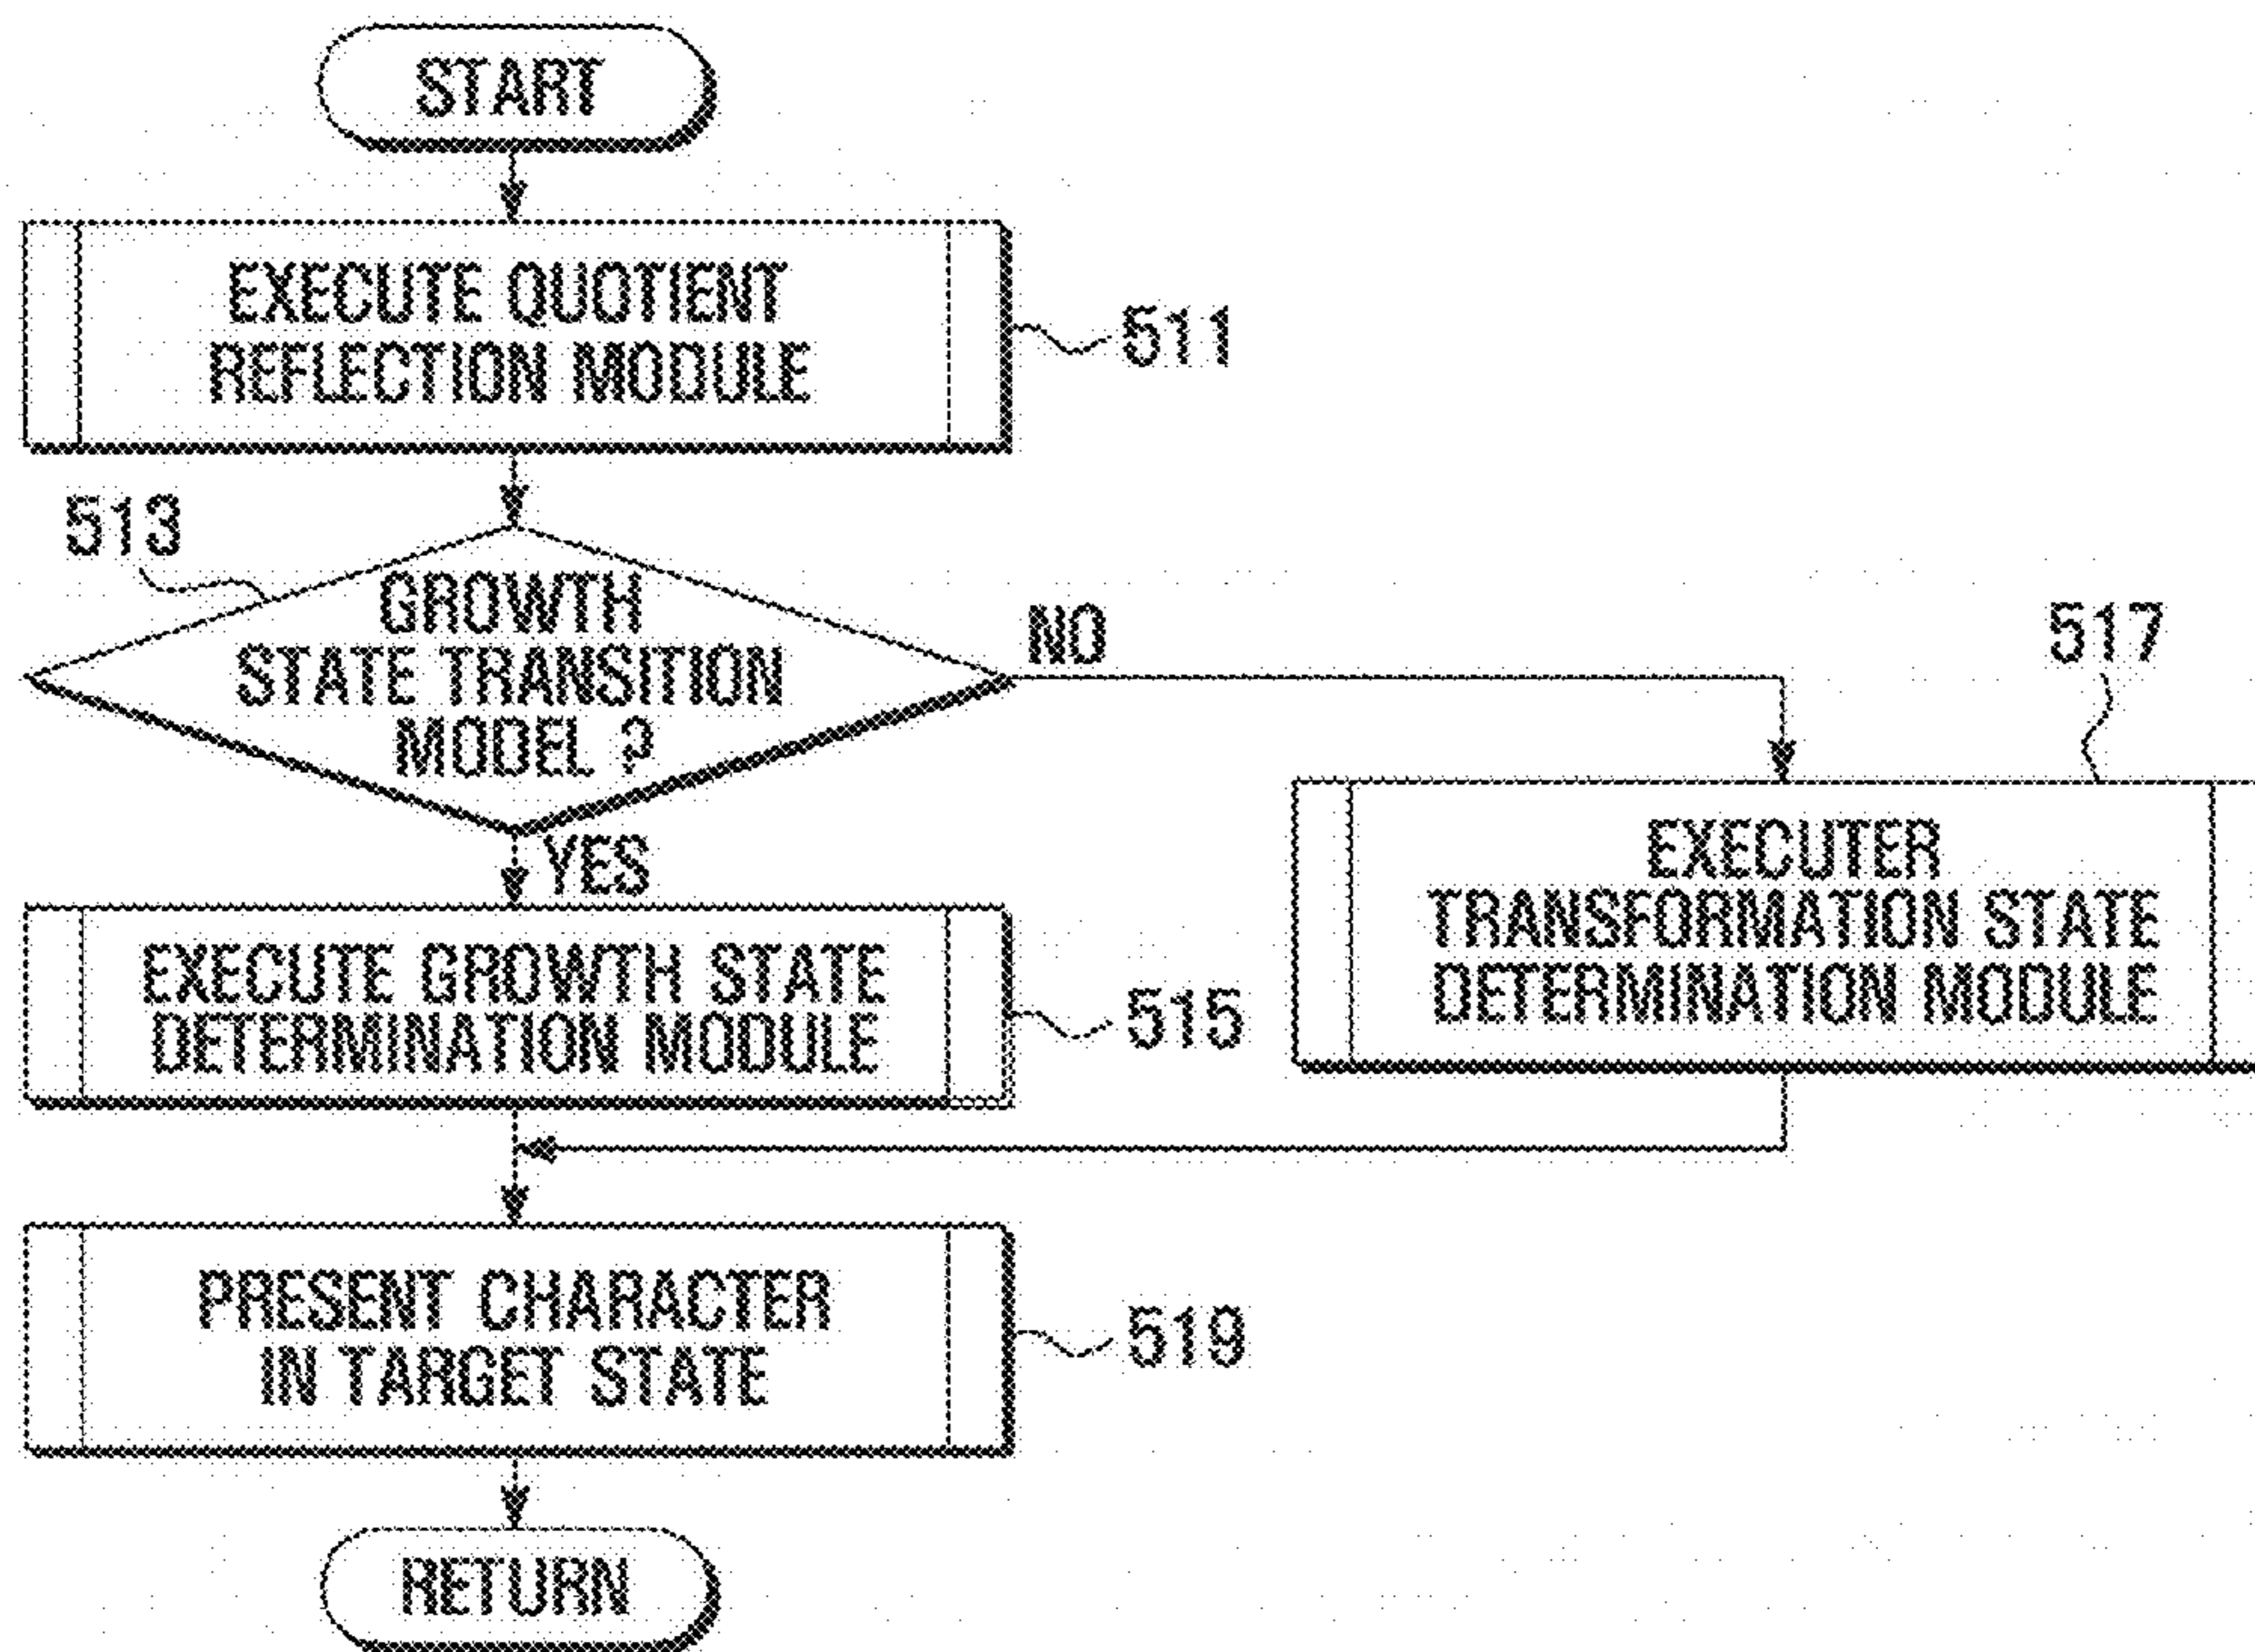 START
EXECUTE QUOTIENT
REFLECTION MODULE
511
513
GROWTH
STATE TRANSITION
MODEL ?
NO
YES
517
EXECUTER
TRANSFORMATION STATE
DETERMINATION MODULE
EXECUTE GROWTH STATE
DETERMINATION MODULE
515
PRESENT CHARACTER
IN TARGET STATE
519
RETURN